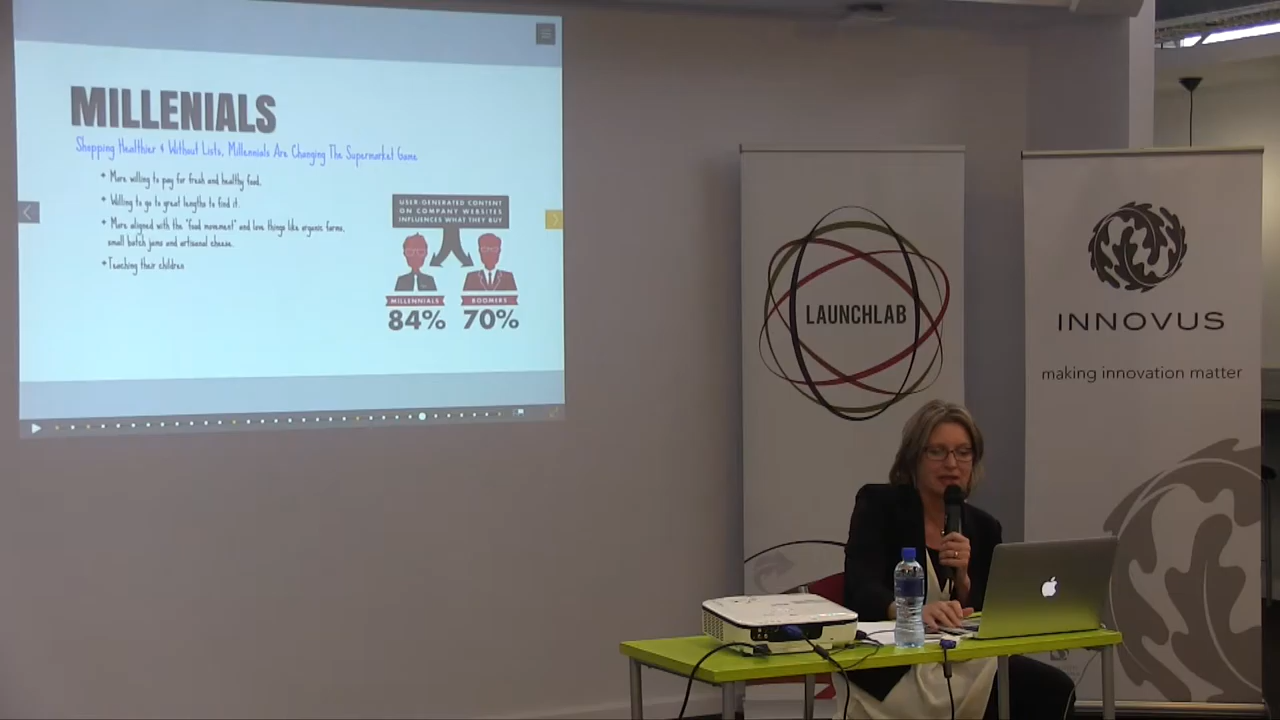 MILLENIALS
Shopping Healthier & Without Lists, Millennials Are Changing The Supermarket Game
+ More willing to pay for fresh and healthy food.
+ Willing to go to great lengths to find it.
+ More aligned with the "food movement" and love things like organic farms,
small batch jams and artisanal cheese.
+ Teaching their children
USER-GENERATED CONTENT
ON COMPANY WEBSITES
INFLUENCES WHAT THEY BUY
MILLENNIALS
BOOMERS
84%
70%
LAUNCHLAB
INNOVUS
making innovation matter